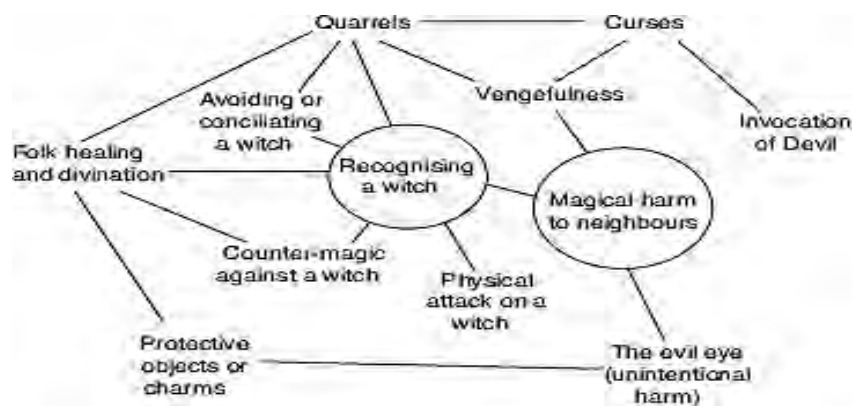 Quarrels
Curses
Avoiding or
conciliating
a witch
Vengefulness
Invocation
of Devil
Folk healing
and divination
Recognising
a witch
Magical harm
to neighbours
Counter-magic
against a witch
Physical
attack on a
witch
Protective
objects or
charms
The evil eye
(unintentional
harm)